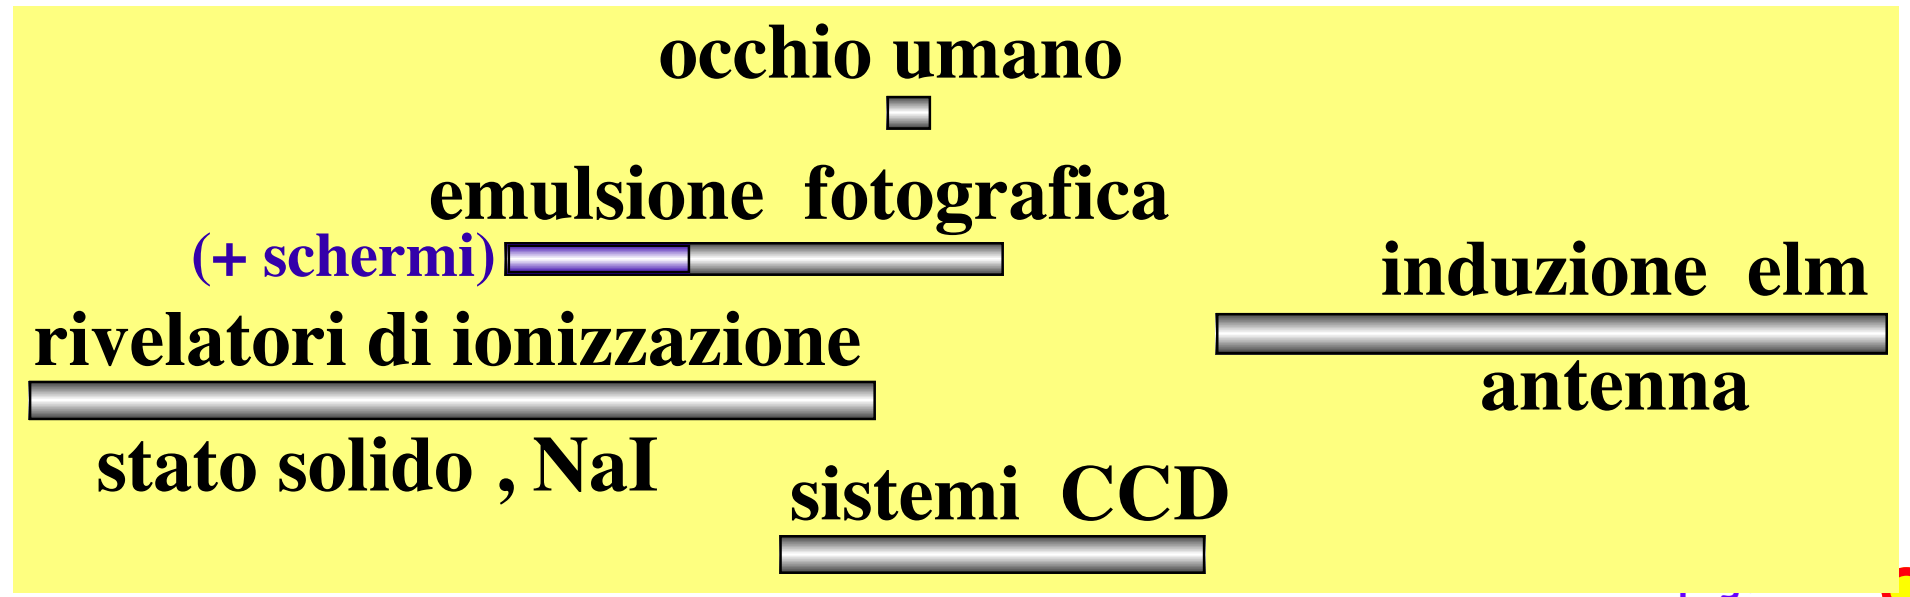 occhio umano
emulsione fotografica
(+ schermi)
induzione elm
rivelatori di ionizzazione
antenna
stato solido , NaI
sistemi CCD